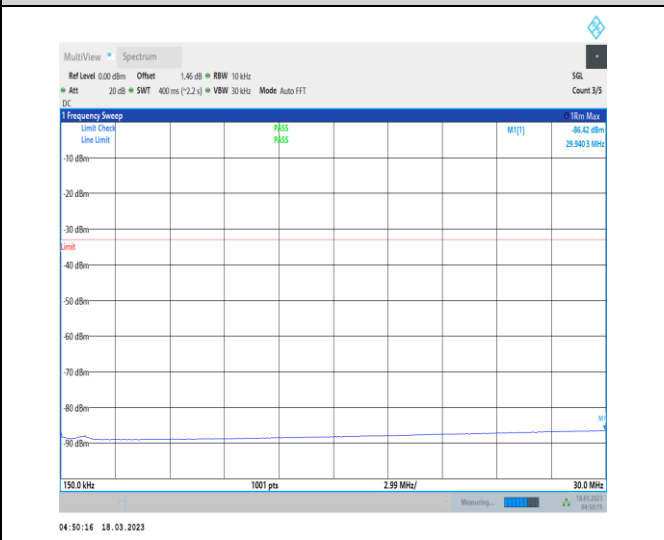 MultiView Spectrum
Ref Level 0.00 dBm Offset 1.46 dB RBW 10 kHz SGL
Att 20 dB SWT 400 ms (~2.2 s) VBW 30 kHz Mode Auto FFT Count 3/5
DC
1 Frequency Sweep 1Rm Max
Limit Check PASS M1[1] -86.42 dBm
Line Limit PASS 29.9403 MHz
-10 dBm
-20 dBm
-30 dBm
Limit
-40 dBm
-50 dBm
-60 dBm
-70 dBm
-80 dBm
M1
-90 dBm
150.0 kHz 1001 pts 2.99 MHz/ 30.0 MHz
Measuring... 18.03.2023
04:50:15
04:50:16 18.03.2023